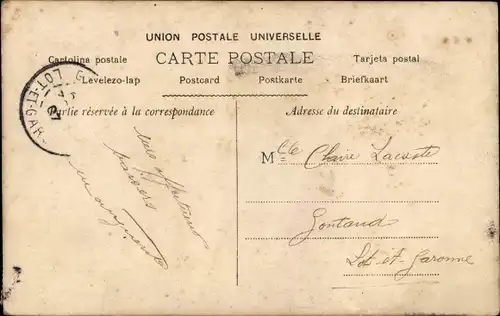 UNION POSTALE UNIVERSELLE
Cartolina postale CARTE POSTALE Tarjeta postal
Levelezo-lap Postcard Postkarte Briefkaart
Partie réservée à la correspondance
Adresse du destinataire
LOT-ET-GAR
Mlle Claire
Gontaud
Lot-et-Garonne
baisers